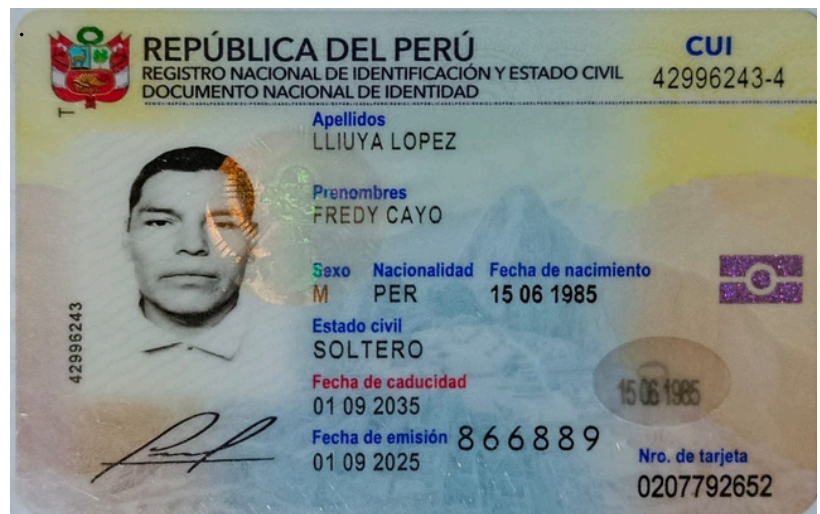 REPÚBLICA DEL PERÚ
REGISTRO NACIONAL DE IDENTIFICACIÓN Y ESTADO CIVIL
DOCUMENTO NACIONAL DE IDENTIDAD
CUI
42996243-4
T
Apellidos
LLIUYA LOPEZ
Prenombres
FREDY CAYO
Sexo Nacionalidad Fecha de nacimiento
M PER 15 06 1985
Estado civil
SOLTERO
Fecha de caducidad
01 09 2035
Fecha de emisión 866889
01 09 2025
42996243
15 06 1985
Nro. de tarjeta
0207792652